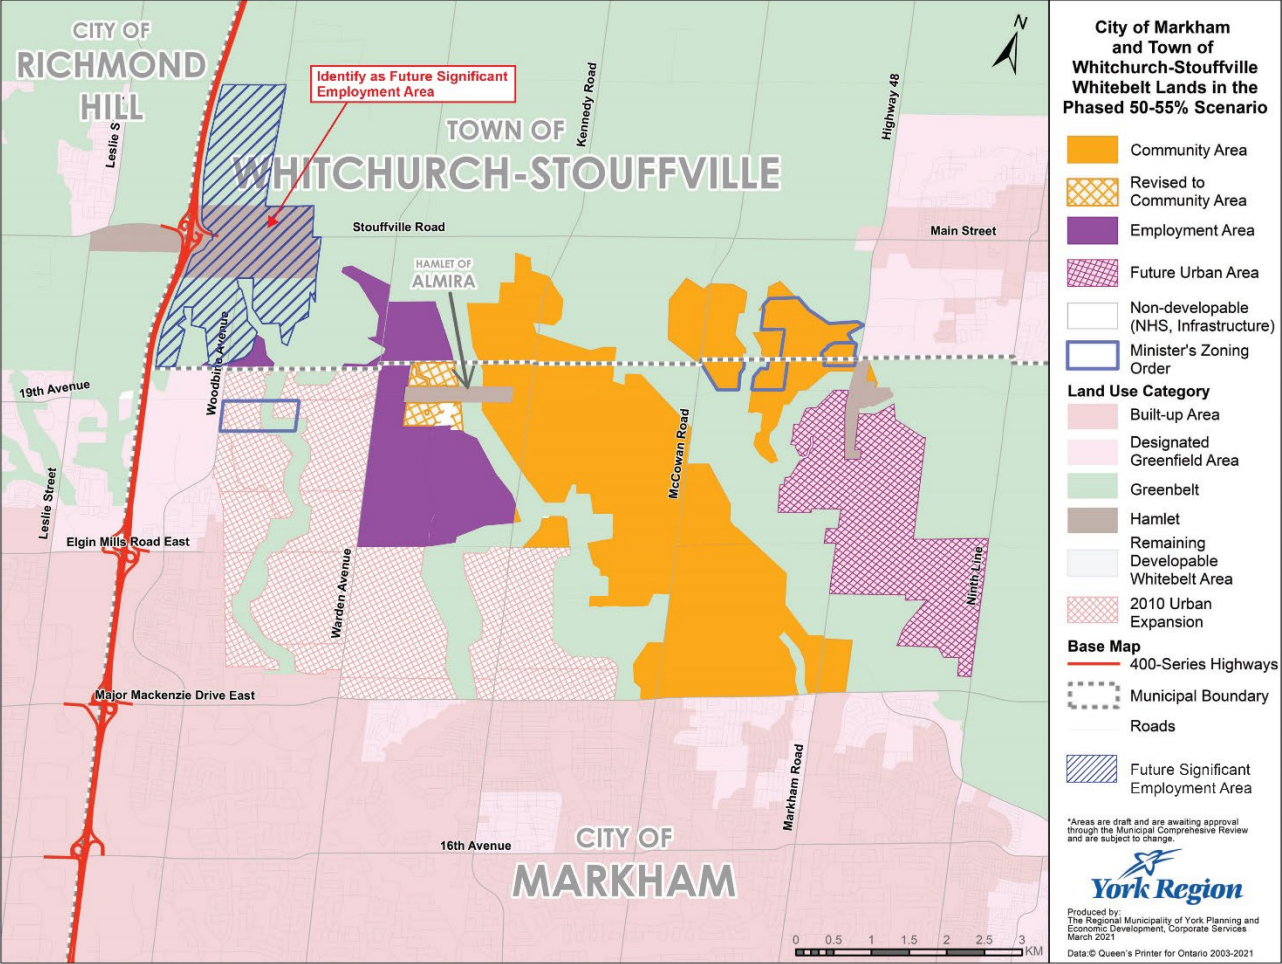 CITY OF
RICHMOND
HILL
Identify as Future Significant
Employment Area
TOWN OF
WHITCHURCH-STOUFFVILLE
Leslie S
Kennedy Road
Highway 48
N
Stouffville Road
Main Street
HAMLET OF
ALMIRA
Woodbine Avenue
19th Avenue
Leslie Street
McCowan Road
Elgin Mills Road East
Warden Avenue
Ninth Line
Major Mackenzie Drive East
Markham Road
16th Avenue
CITY OF
MARKHAM
0 0.5 1 1.5 2 2.5 3
KM
City of Markham
and Town of
Whitchurch-Stouffville
Whitebelt Lands in the
Phased 50-55% Scenario
Community Area
Revised to
Community Area
Employment Area
Future Urban Area
Non-developable
(NHS, Infrastructure)
Minister's Zoning
Order
Land Use Category
Built-up Area
Designated
Greenfield Area
Greenbelt
Hamlet
Remaining
Developable
Whitebelt Area
2010 Urban
Expansion
Base Map
400-Series Highways
Municipal Boundary
Roads
Future Significant
Employment Area
*Areas are draft and are awaiting approval
through the Municipal Comprehesive Review
and are subject to change.
York Region
Produced by:
The Regional Municipality of York Planning and
Economic Development, Corporate Services
March 2021
Data:© Queen's Printer for Ontario 2003-2021